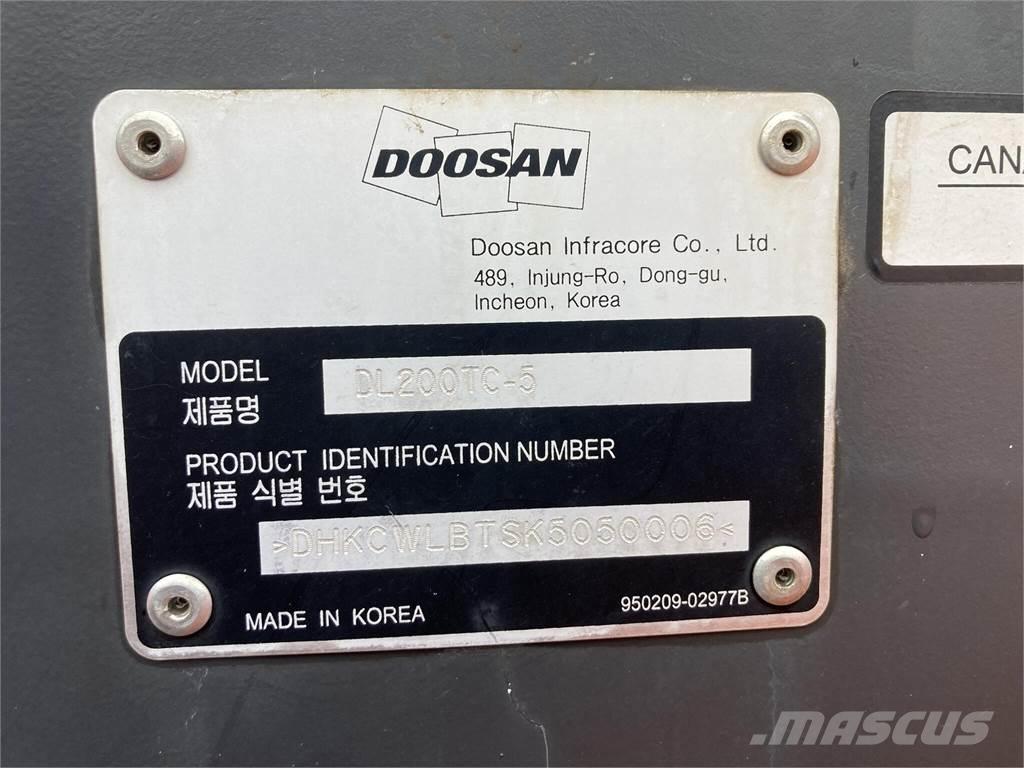 DOOSAN
Doosan Infracore Co., Ltd.
489, Injung-Ro, Dong-gu,
Incheon, Korea
MODEL DL200TC-5
제품명
PRODUCT IDENTIFICATION NUMBER
제품 식별 번호
>DHKCWLBTSK5050006<
MADE IN KOREA 950209-02977B
CANA
MASCUS